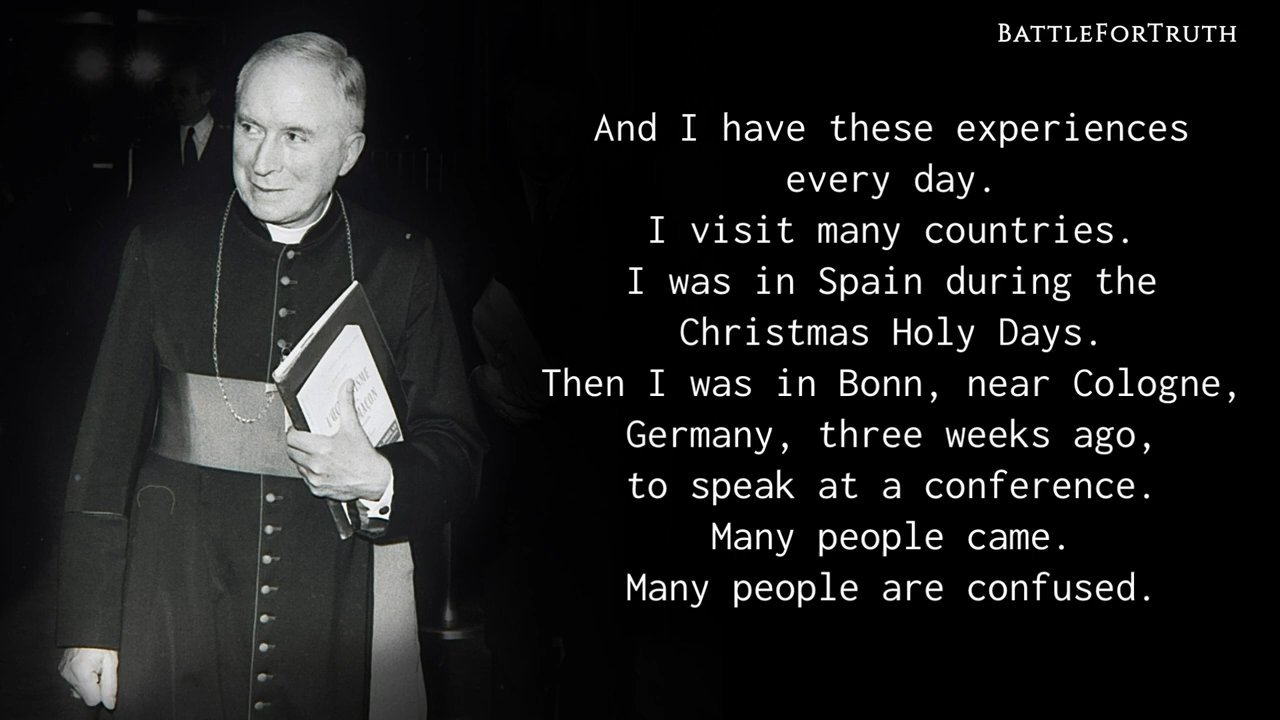 BATTLEFORTRUTH
And I have these experiences
every day.
I visit many countries.
I was in Spain during the
Christmas Holy Days.
Then I was in Bonn, near Cologne,
Germany, three weeks ago,
to speak at a conference.
Many people came.
Many people are confused.